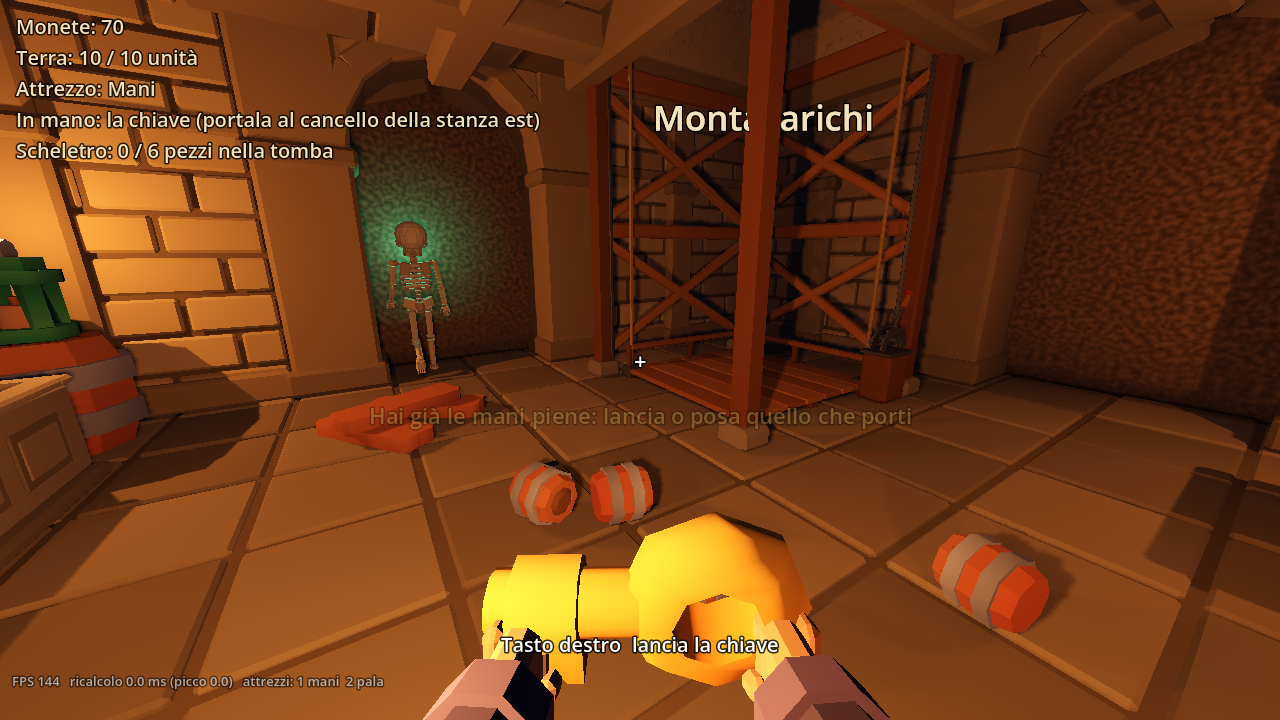 Monete: 70
Terra: 10 / 10 unità
Attrezzo: Mani
In mano: la chiave (portala al cancello della stanza est)
Scheletro: 0 / 6 pezzi nella tomba
Hai già le mani piene: lancia o posa quello che porti
Tasto destro lancia la chiave
FPS 144 ricalcolo 0.0 ms (picco 0.0) attrezzi: 1 mani 2 pala